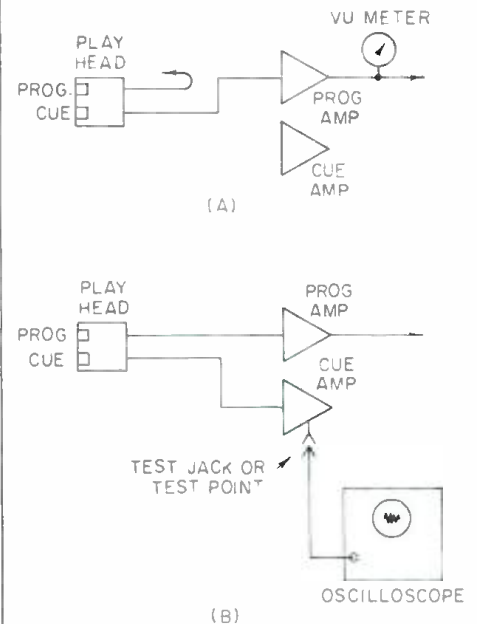 VU METER
PLAY
HEAD
PROG.
CUE
PROG
AMP
CUE
AMP
(A)
PLAY
HEAD
PROG
AMP
PROG
CUE
CUE
AMP
TEST JACK OR
TEST POINT
OSCILLOSCOPE
(B)